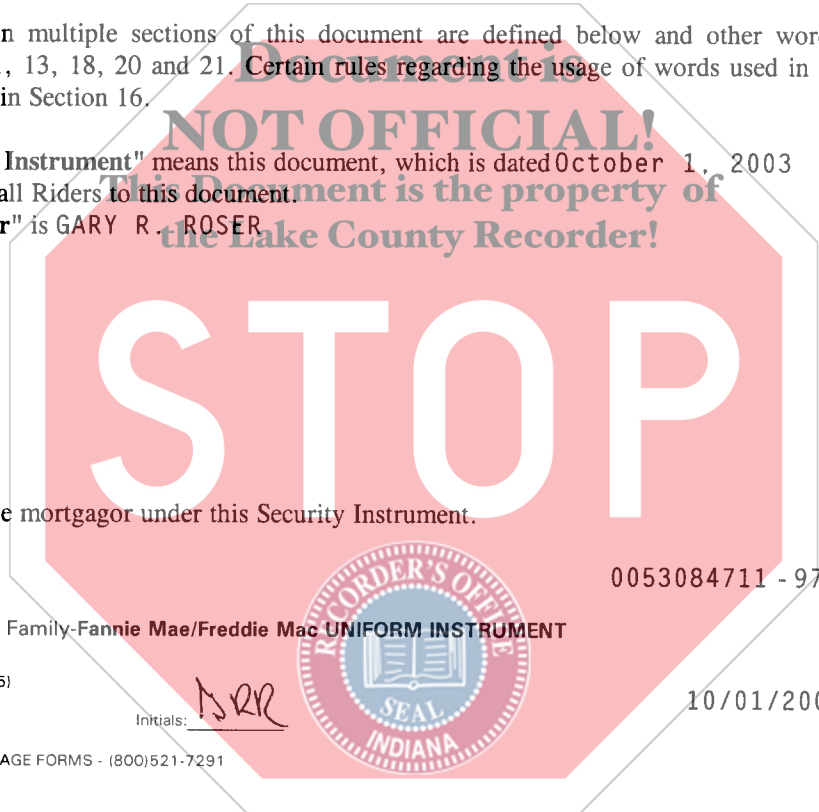 n multiple sections of this document are defined below and other wor
, 13, 18, 20 and 21. Certain rules regarding the usage of words used in
in Section 16.
Document is
NOT OFFICIAL!
This Document is the property of
the Lake County Recorder!
Instrument" means this document, which is dated October 1, 2003
all Riders to this document.
r" is GARY R. ROSER
STOP
e mortgagor under this Security Instrument.
0053084711 - 97
Family-Fannie Mae/Freddie Mac UNIFORM INSTRUMENT
RECORDER'S OFFICE
SEAL
INDIANA
5)
Initials: GRR
10/01/200
AGE FORMS - (800)521-7291